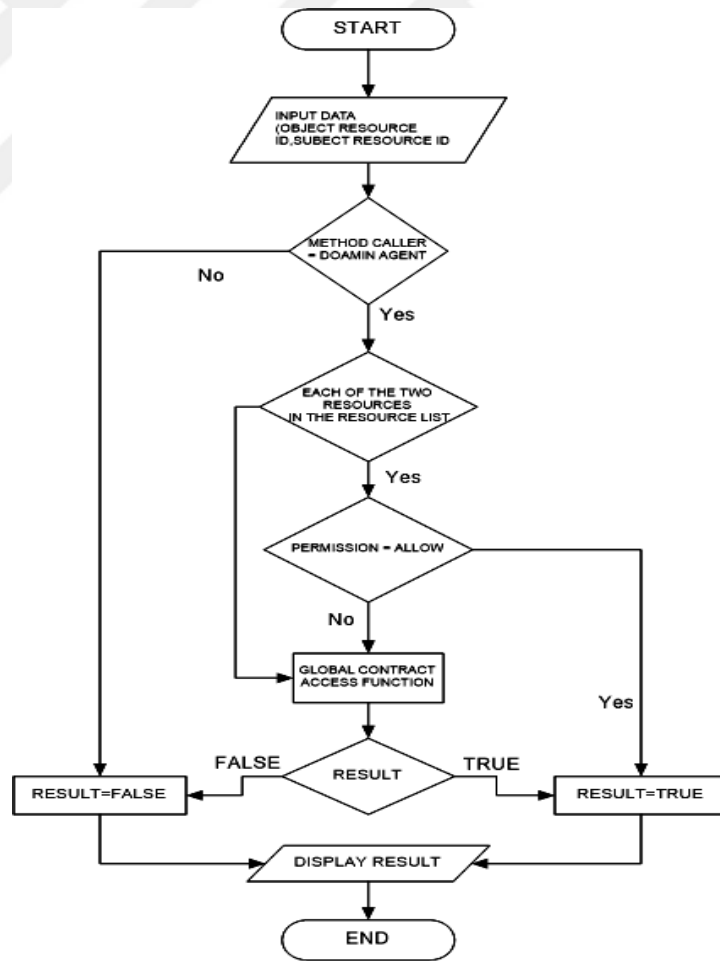 START
INPUT DATA
(OBJECT RESOURCE
ID,SUBECT RESOURCE ID
METHOD CALLER
= DOAMIN AGENT
No
Yes
EACH OF THE TWO
RESOURCES
IN THE RESOURCE LIST
Yes
PERMISSION = ALLOW
No
GLOBAL CONTRACT
ACCESS FUNCTION
Yes
FALSE
RESULT
TRUE
RESULT=FALSE
RESULT=TRUE
DISPLAY RESULT
END